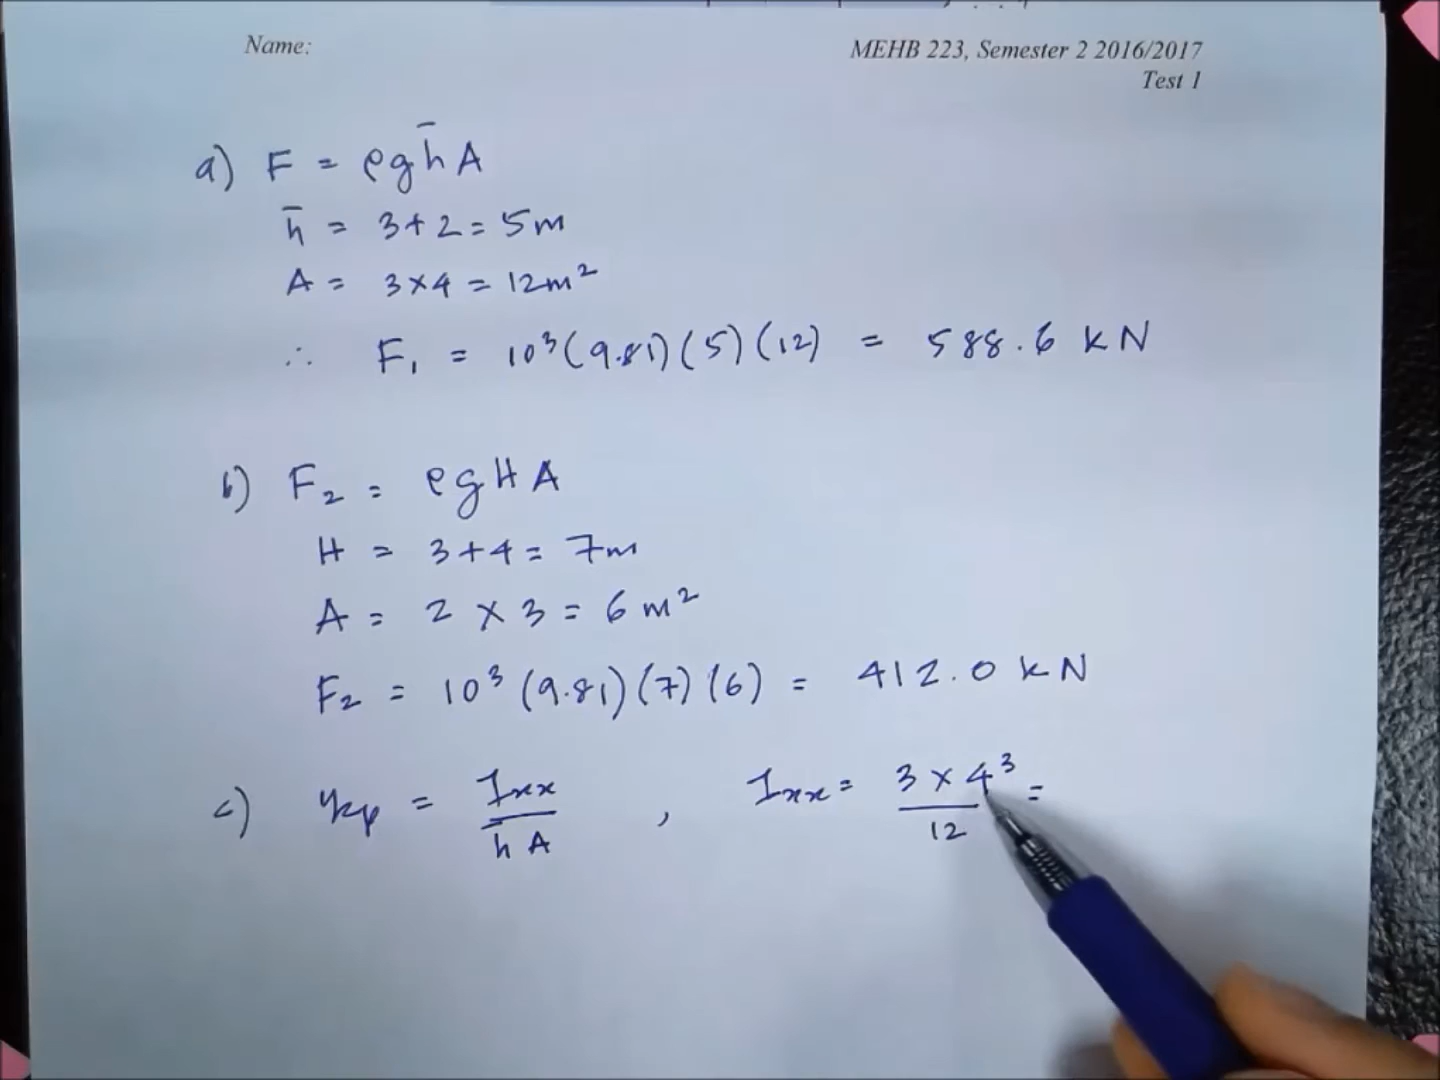 Name:
MEHB 223, Semester 2 2016/2017
Test 1
a) F = ρgh̄A
h̄ = 3+2 = 5m
A = 3×4 = 12m²
∴ F₁ = 10³(9.81)(5)(12) = 588.6 kN
b) F₂ = ρgHA
H = 3+4 = 7m
A = 2 × 3 = 6 m²
F₂ = 10³ (9.81)(7)(6) = 412.0 kN
c) = Ixx / h̄ A , Ixx = 3 × 4³ / 12 =